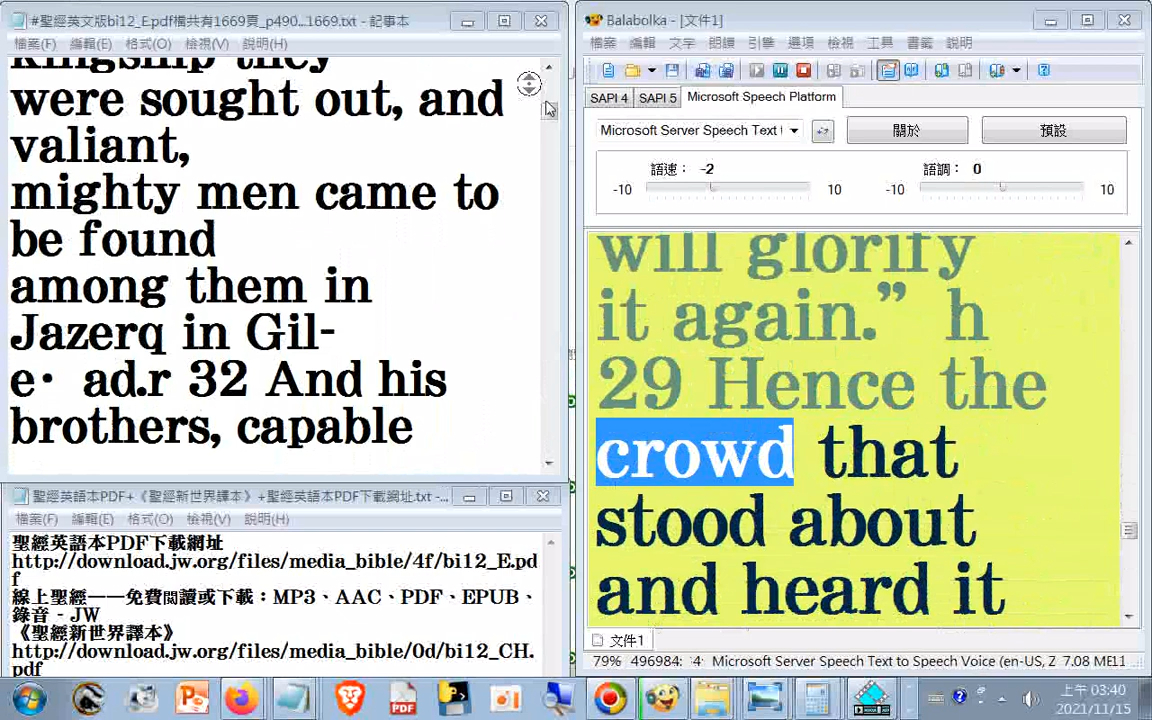 #聖經英文版bi12_E.pdf檔共有1669頁_p490...1669.txt - 記事本
檔案(F) 編輯(E) 格式(O) 檢視(V) 說明(H)
kingship they
were sought out, and
valiant,
mighty men came to
be found
among them in
Jazerq in Gil-
e· ad.r 32 And his
brothers, capable
聖經英語本PDF+《聖經新世界譯本》+聖經英語本PDF下載網址.txt -...
檔案(F) 編輯(E) 格式(O) 檢視(V) 說明(H)
聖經英語本PDF下載網址
http://download.jw.org/files/media_bible/4f/bi12_E.pd
f
線上聖經──免費閱讀或下載：MP3、AAC、PDF、EPUB、
錄音 - JW
《聖經新世界譯本》
http://download.jw.org/files/media_bible/0d/bi12_CH.
pdf
Balabolka - [文件1]
檔案 編輯 文字 朗讀 引擎 選項 檢視 工具 書籤 說明
SAPI 4 SAPI 5 Microsoft Speech Platform
Microsoft Server Speech Text 關於 預設
語速： -2 語調： 0
-10 10 -10 10
will glorify
it again.” h
29 Hence the
crowd that
stood about
and heard it
文件1
79% 496984: 4 Microsoft Server Speech Text to Speech Voice (en-US, Z 7.08 ME11
上午 03:40
2021/11/15